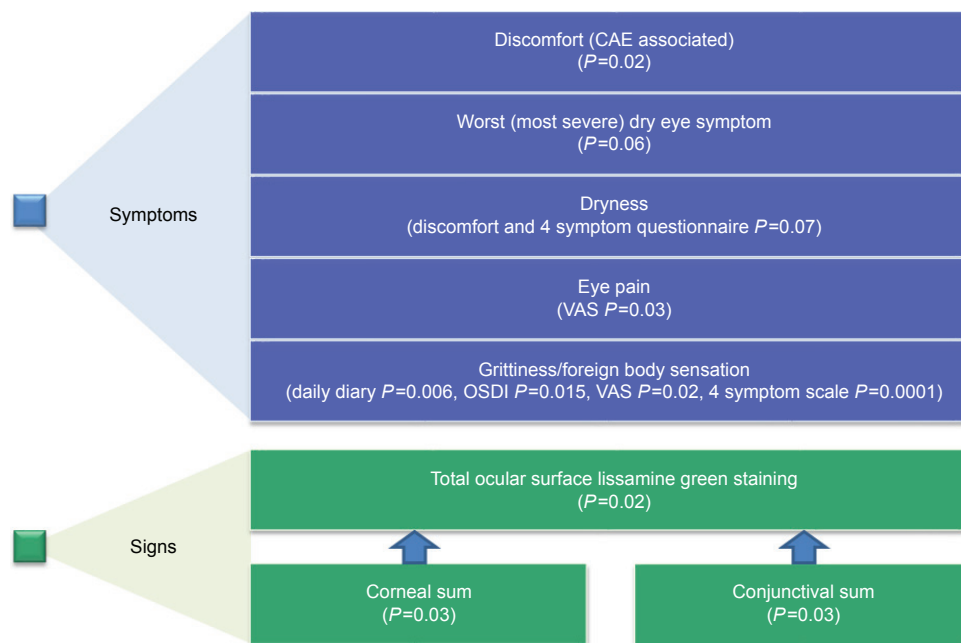 Symptoms
Discomfort (CAE associated)
(P=0.02)
Worst (most severe) dry eye symptom
(P=0.06)
Dryness
(discomfort and 4 symptom questionnaire P=0.07)
Eye pain
(VAS P=0.03)
Grittiness/foreign body sensation
(daily diary P=0.006, OSDI P=0.015, VAS P=0.02, 4 symptom scale P=0.0001)
Signs
Total ocular surface lissamine green staining
(P=0.02)
Corneal sum
(P=0.03)
Conjunctival sum
(P=0.03)